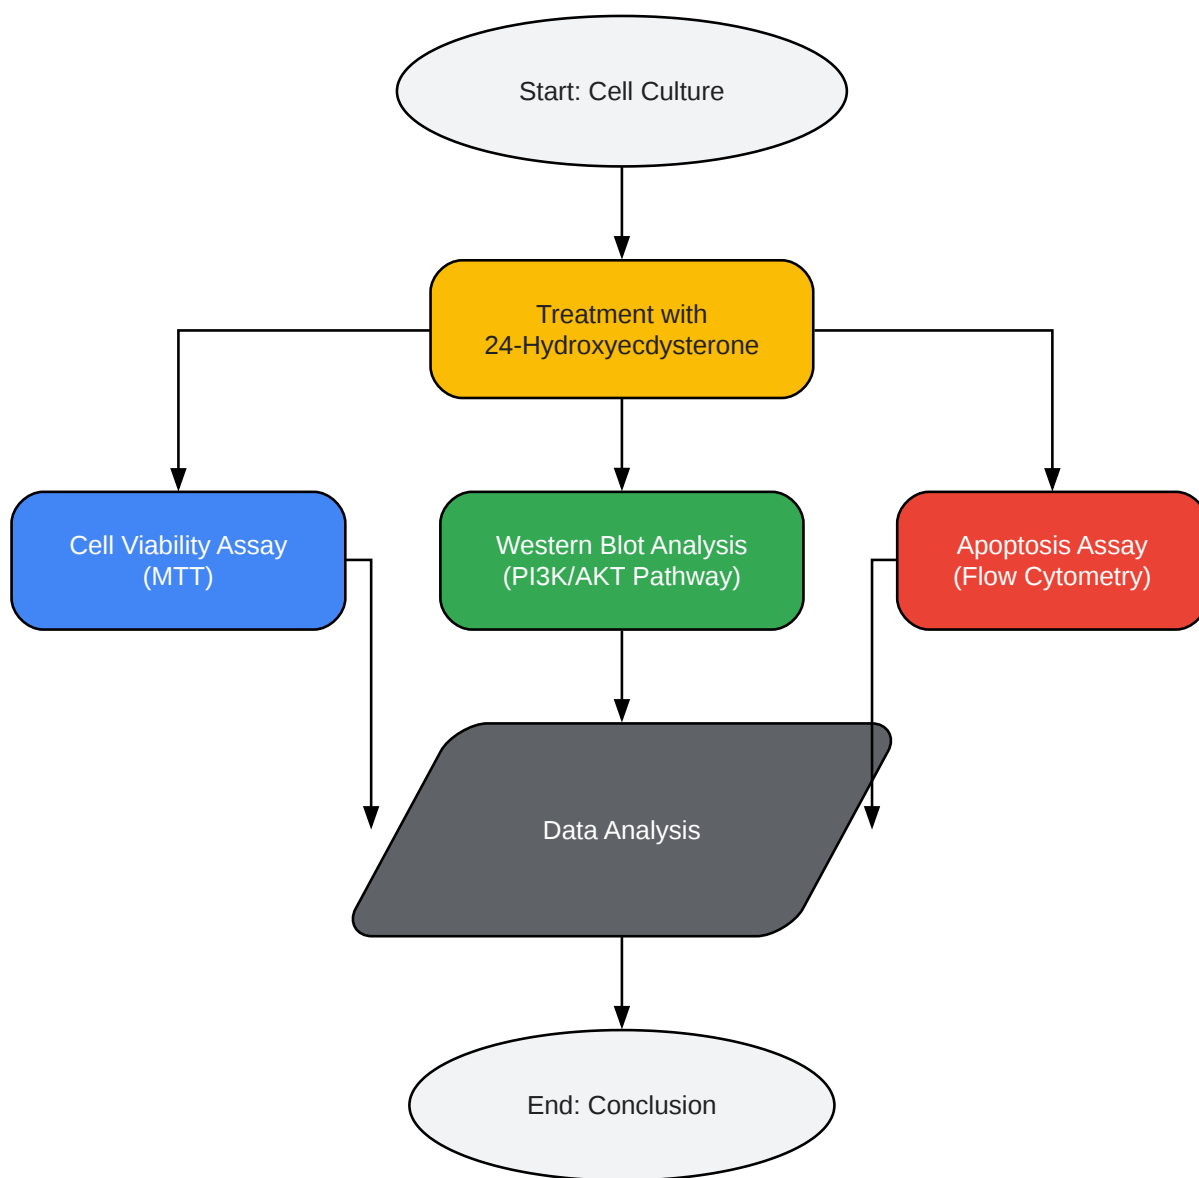 Start: Cell Culture
Treatment with
24-Hydroxyecdysterone
Cell Viability Assay
(MTT)
Western Blot Analysis
(PI3K/AKT Pathway)
Apoptosis Assay
(Flow Cytometry)
Data Analysis
End: Conclusion